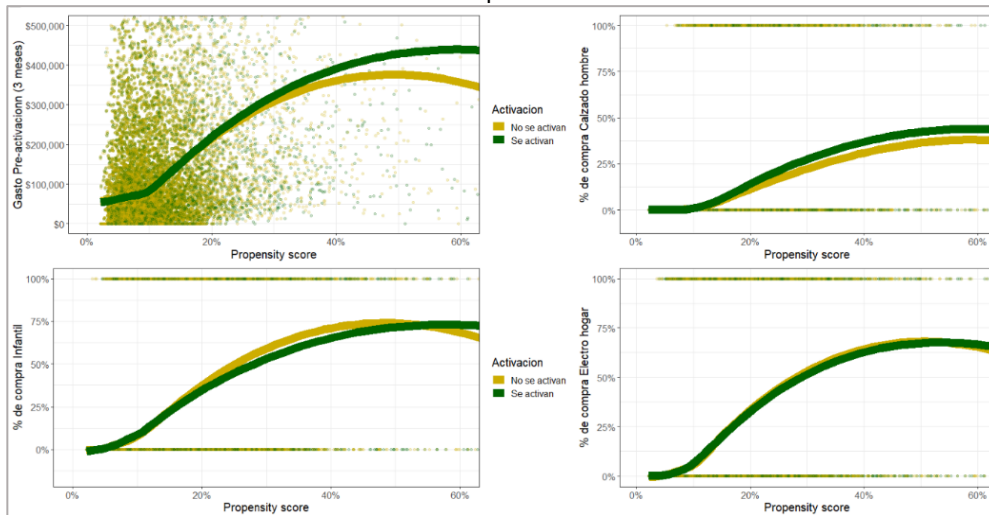 Gasto Pre-activacionn (3 meses)
$500,000
$400,000
$300,000
$200,000
$100,000
$0
0%
20%
40%
60%
Propensity score
Activacion
No se activan
Se activan
% de compra Calzado hombre
100%
75%
50%
25%
0%
0%
20%
40%
60%
Propensity score
% de compra Infantil
100%
75%
50%
25%
0%
0%
20%
40%
60%
Propensity score
Activacion
No se activan
Se activan
% de compra Electro hogar
100%
75%
50%
25%
0%
0%
20%
40%
60%
Propensity score